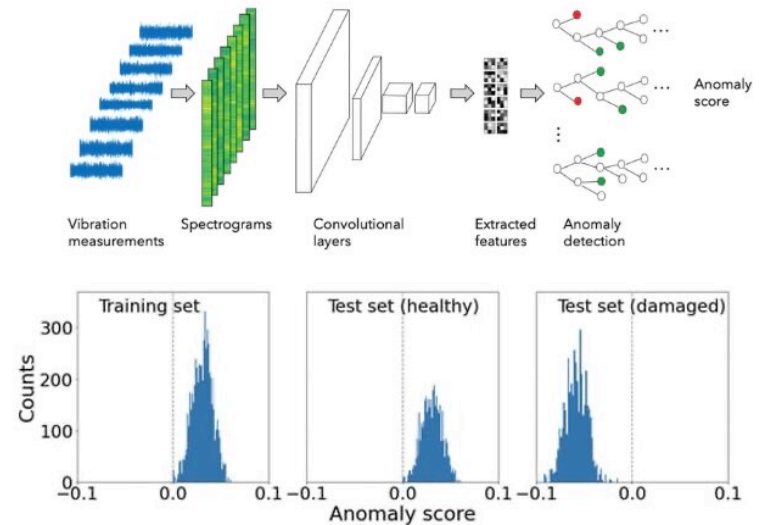 Anomaly
score
Vibration
measurements
Spectrograms
Convolutional
layers
Extracted
features
Anomaly
detection
Training set
Test set (healthy)
Test set (damaged)
Counts
300
200
100
0
−0.1
0.0
0.1
−0.1
0.0
0.1
−0.1
0.0
0.1
Anomaly score